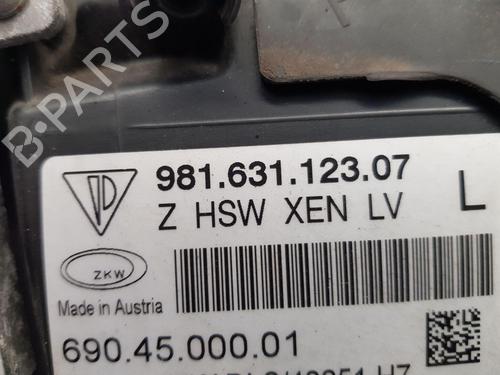 B-PARTS
981.631.123.07
Z HSW XEN LV
L
ZKW
Made in Austria
690.45.000.01